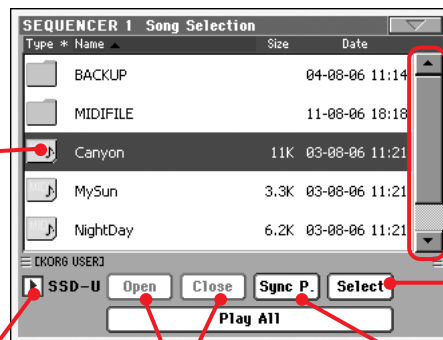 SEQUENCER 1 Song Selection
Type * Name Size Date
BACKUP 04-08-06 11:14
MIDIFILE 11-08-06 18:18
Canyon 11K 03-08-06 11:21
MySun 3.3K 03-08-06 11:21
NightDay 6.2K 03-08-06 11:21
[KORG USER]
SSD-U Open Close Sync P. Select
Play All